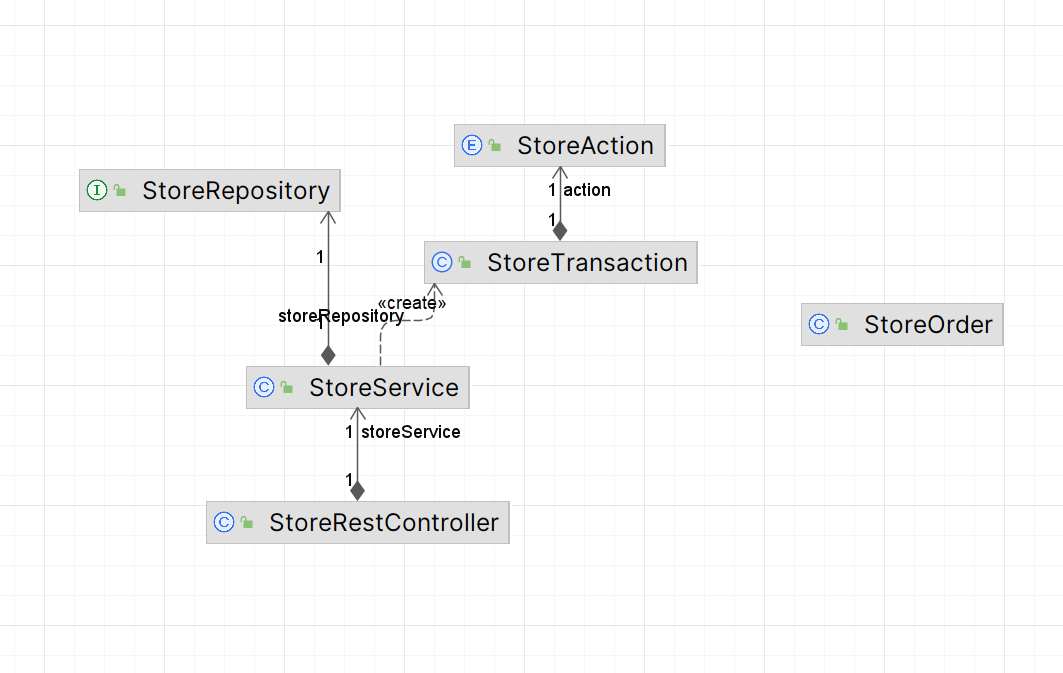 E StoreAction
I StoreRepository
1 action
1
C StoreTransaction
1
«create»
storeRepository
1
C StoreOrder
C StoreService
1 storeService
1
C StoreRestController